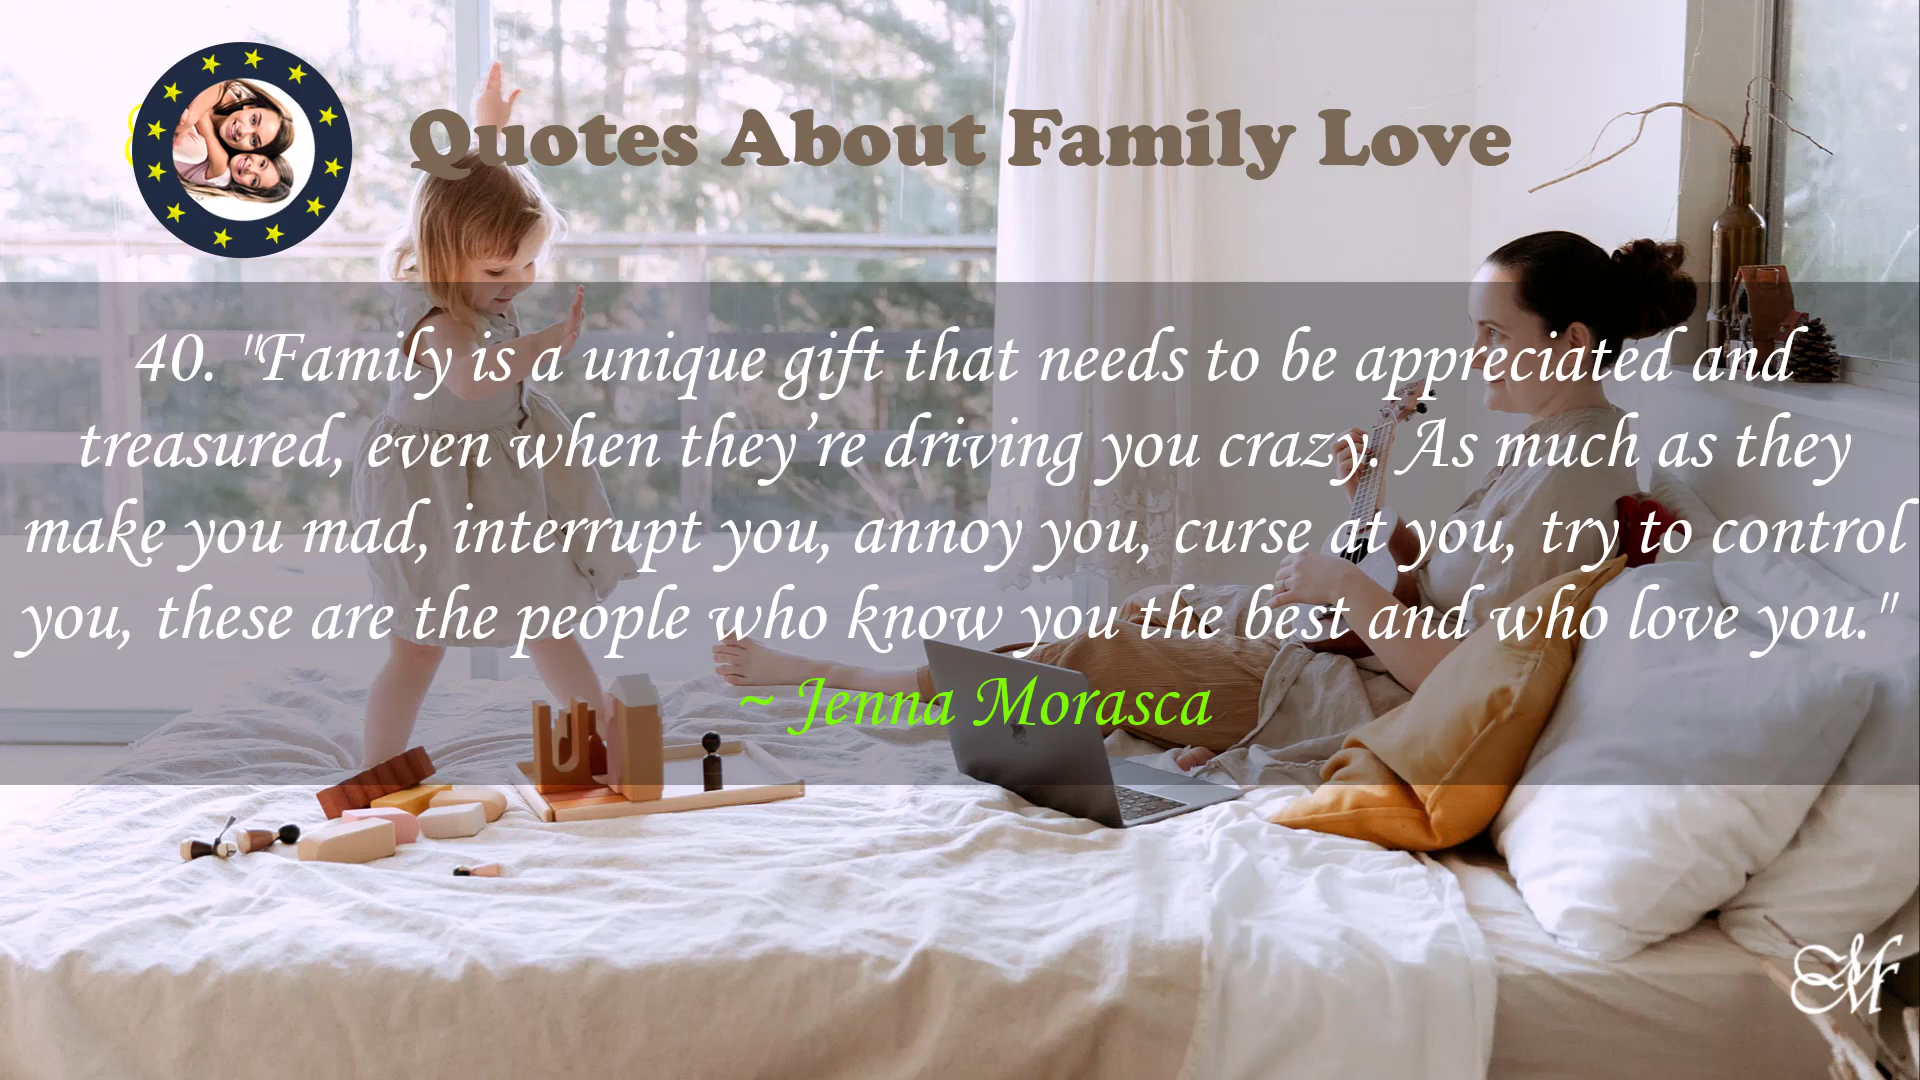 Quotes About Family Love
40. "Family is a unique gift that needs to be appreciated and
treasured, even when they’re driving you crazy. As much as they
make you mad, interrupt you, annoy you, curse at you, try to control
you, these are the people who know you the best and who love you."
~ Jenna Morasca